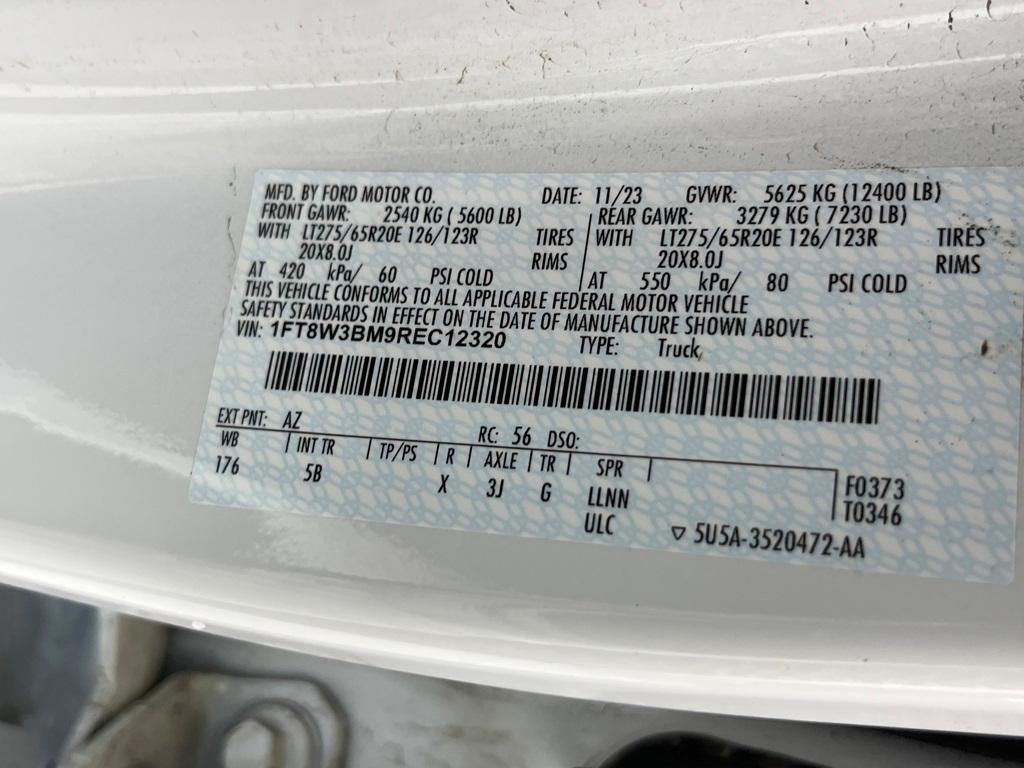 MFD. BY FORD MOTOR CO. DATE: 11/23 GVWR: 5625 KG (12400 LB)
FRONT GAWR: 2540 KG ( 5600 LB) REAR GAWR: 3279 KG ( 7230 LB)
WITH LT275/65R20E 126/123R TIRES WITH LT275/65R20E 126/123R TIRES
20X8.0J RIMS 20X8.0J RIMS
AT 420 kPa/ 60 PSI COLD AT 550 kPa/ 80 PSI COLD
THIS VEHICLE CONFORMS TO ALL APPLICABLE FEDERAL MOTOR VEHICLE
SAFETY STANDARDS IN EFFECT ON THE DATE OF MANUFACTURE SHOWN ABOVE.
VIN: 1FT8W3BM9REC12320 TYPE: Truck,
EXT PNT: AZ RC: 56 DSO:
WB INT TR TP/PS R AXLE TR SPR
176 5B X 3J G LLNN F0373
ULC T0346
▽ 5U5A-3520472-AA